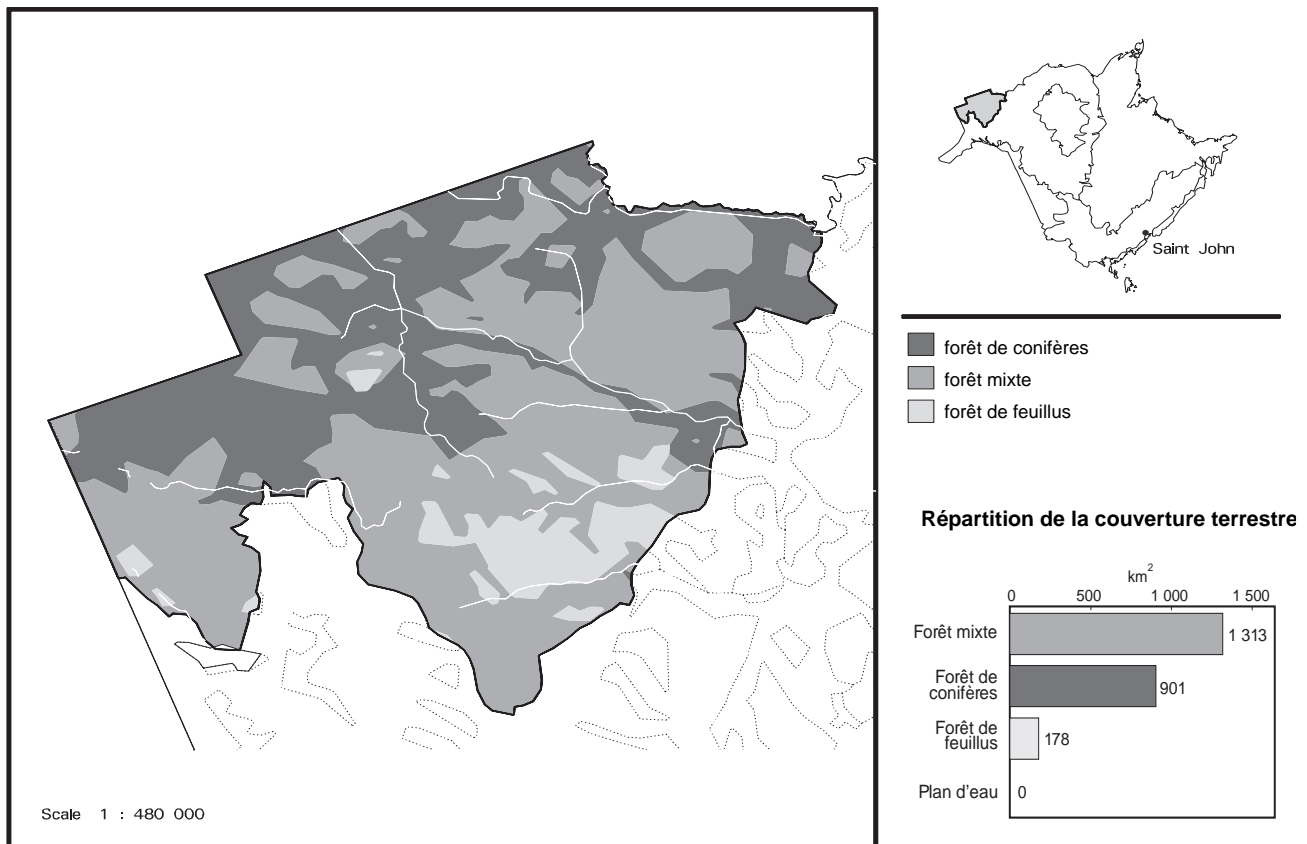 Saint John
forêt de conifères
forêt mixte
forêt de feuillus
Répartition de la couverture terrestre
km²
0 500 1 000 1 500
Forêt mixte 1 313
Forêt de
conifères 901
Forêt de
feuillus 178
Plan d'eau 0
Scale 1 : 480 000